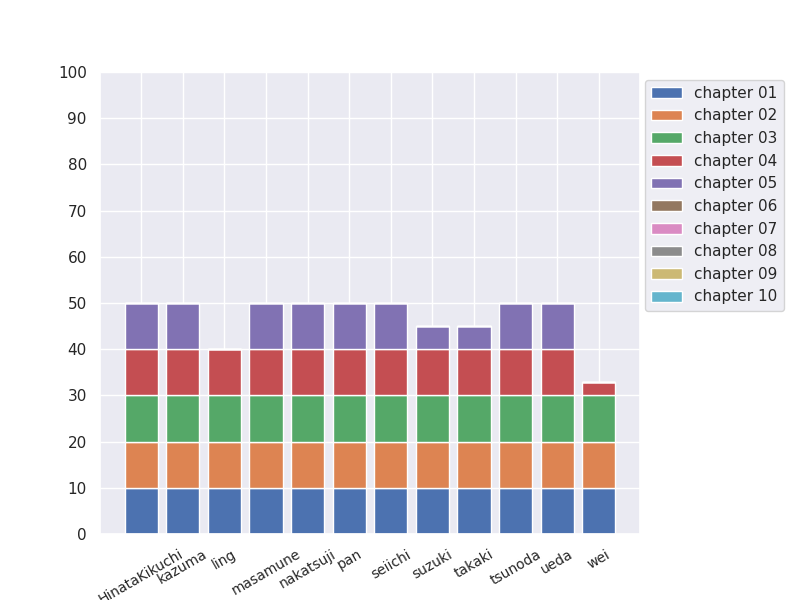 100
90
80
70
60
50
40
30
20
10
0
HinataKikuchi
kazuma
ling
masamune
nakatsuji
pan
seiichi
suzuki
takaki
tsunoda
ueda
wei
chapter 01
chapter 02
chapter 03
chapter 04
chapter 05
chapter 06
chapter 07
chapter 08
chapter 09
chapter 10